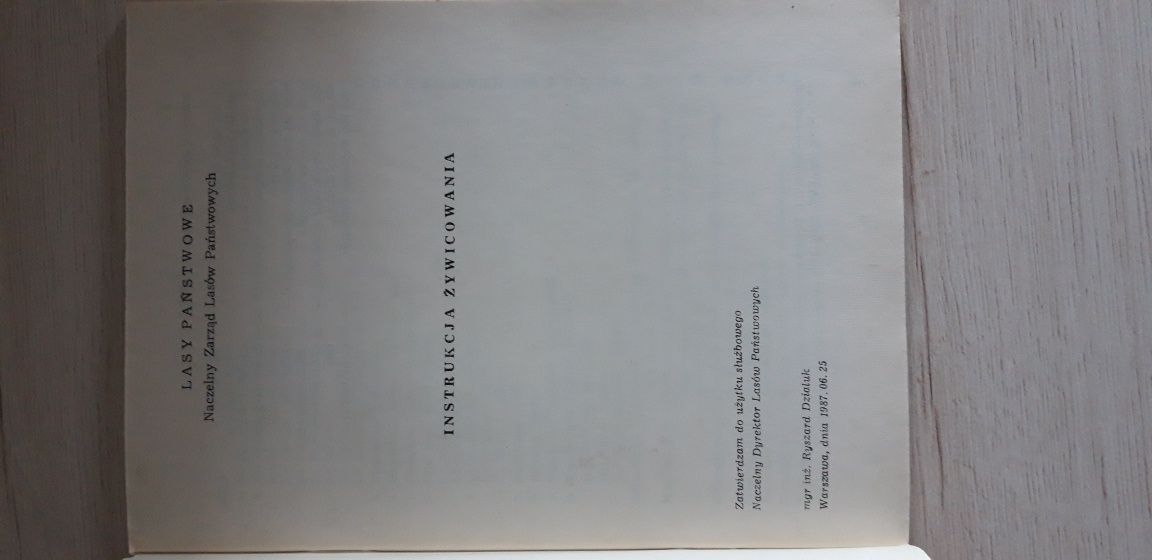 LASY PAŃSTWOWE
Naczelny Zarząd Lasów Państwowych
INSTRUKCJA ŻYWICOWANIA
Zatwierdzam do użytku służbowego
Naczelny Dyrektor Lasów Państwowych
mgr inż. Ryszard Dzialuk
Warszawa, dnia 1987.06.25